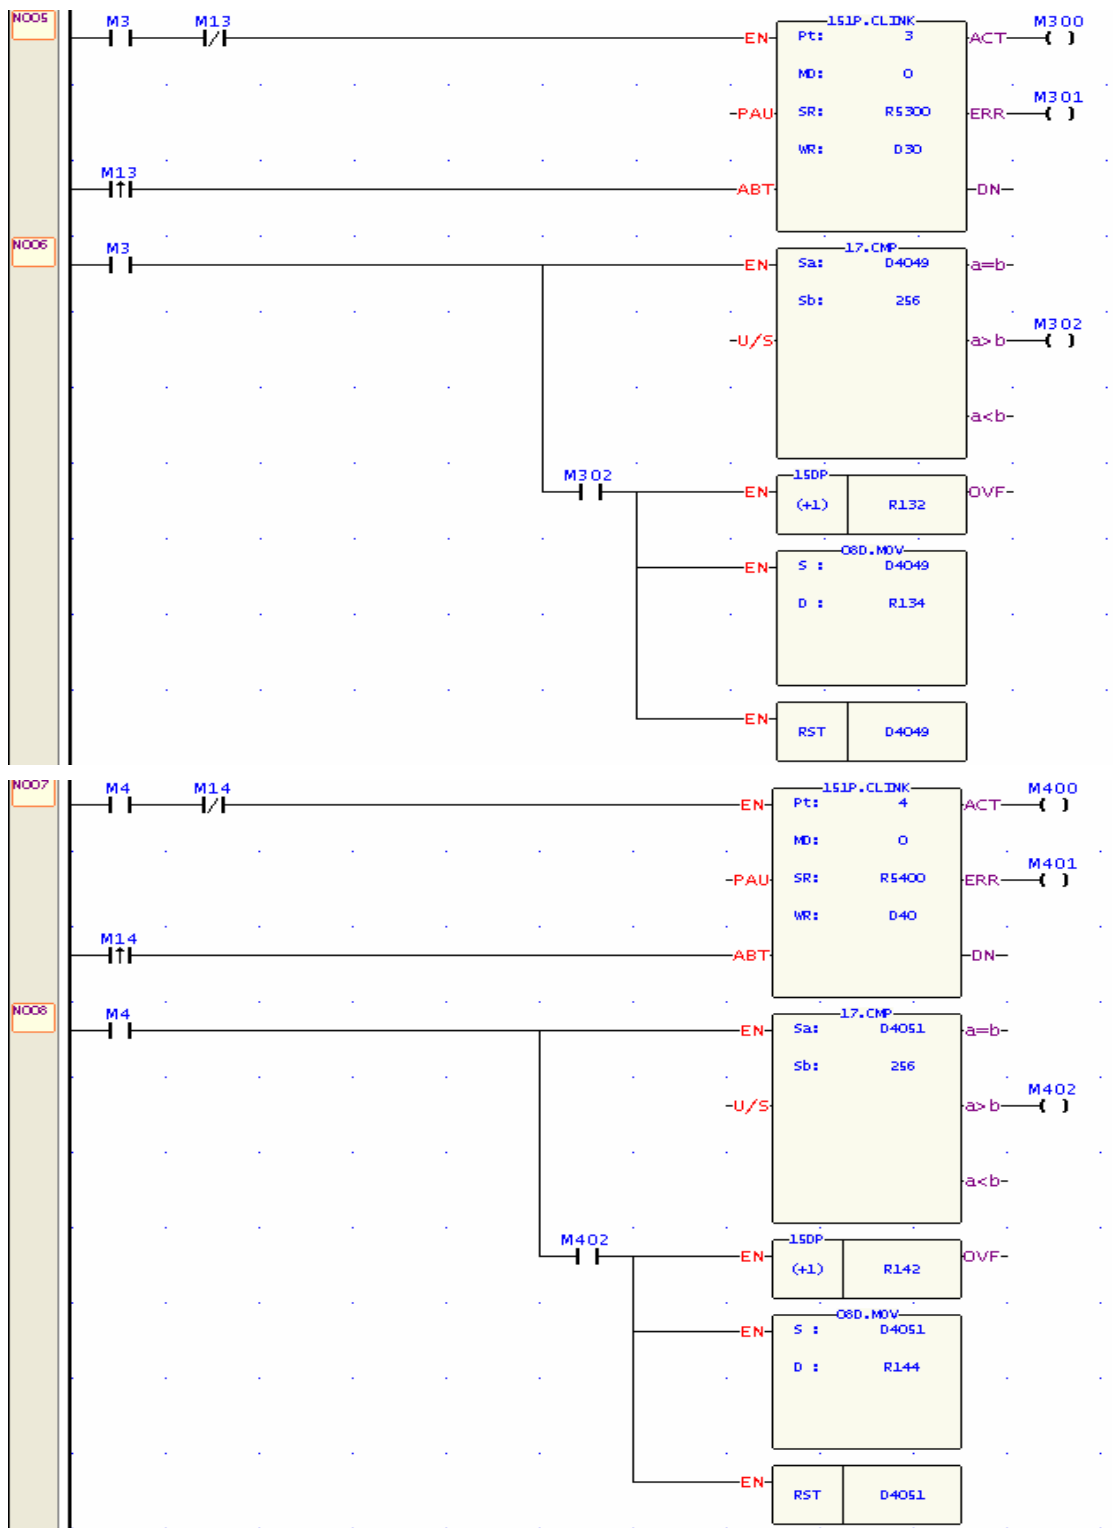 N005 M3 M13 151P.CLINK M300
EN Pt: 3 ACT ( )
MD: 0
M301
PAU SR: R5300 ERR ( )
WR: D30
M13
ABT DN
N006 M3 17.CMP
EN Sa: D4049 a=b
Sb: 256
M302
U/S a>b ( )
a<b
M302 15DP
EN (+1) R132 OVF
08D.MOV
EN S : D4049
D : R134
EN RST D4049
N007 M4 M14 151P.CLINK M400
EN Pt: 4 ACT ( )
MD: 0
M401
PAU SR: R5400 ERR ( )
WR: D40
M14
ABT DN
N008 M4 17.CMP
EN Sa: D4051 a=b
Sb: 256
M402
U/S a>b ( )
a<b
M402 15DP
EN (+1) R142 OVF
08D.MOV
EN S : D4051
D : R144
EN RST D4051